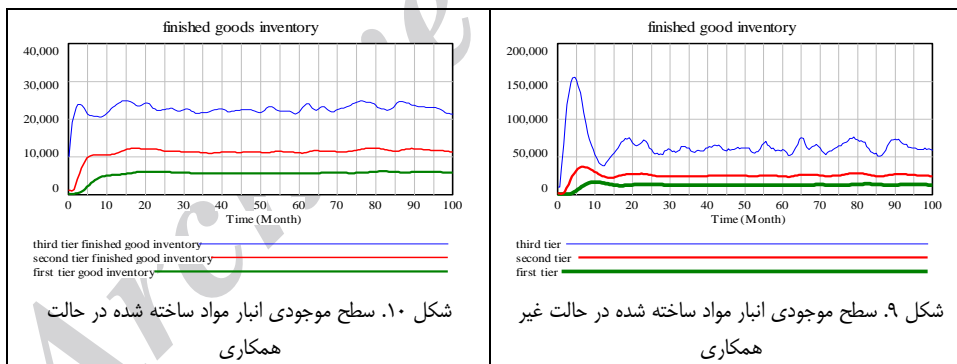 finished goods inventory
40,000
30,000
20,000
10,000
0
0 10 20 30 40 50 60 70 80 90 100
Time (Month)
third tier finished good inventory
second tier finished good inventory
first tier good inventory
شکل ۱۰. سطح موجودی انبار مواد ساخته شده در حالت
همکاری
finished good inventory
200,000
150,000
100,000
50,000
0
0 10 20 30 40 50 60 70 80 90 100
Time (Month)
third tier
second tier
first tier
شکل ۹. سطح موجودی انبار مواد ساخته شده در حالت غیر
همکاری
Archive